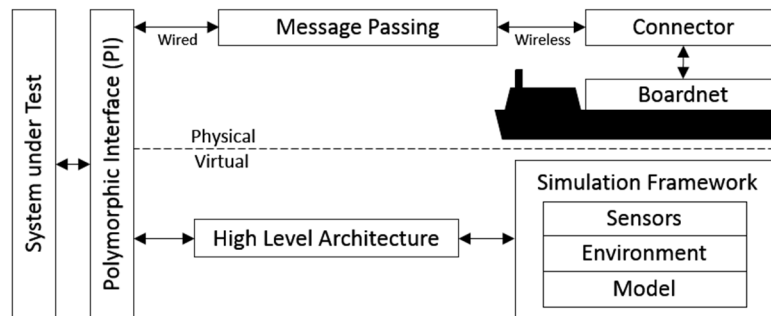 System under Test
Polymorphic Interface (PI)
Message Passing
Connector
Wired
Wireless
Boardnet
Physical
Virtual
Simulation Framework
Sensors
High Level Architecture
Environment
Model